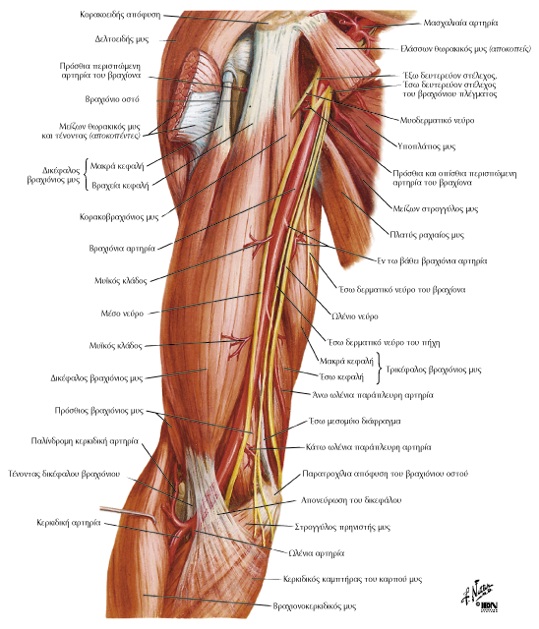 Κορακοειδής απόφυση
Δελτοειδής μυς
Πρόσθια περισπώμενη
αρτηρία του βραχίονα
Βραχιόνιο οστό
Μείζων θωρακικός μυς
και τένοντας (αποκοπέντες)
Δικέφαλος
βραχιόνιος μυς
Μακρά κεφαλή
Βραχεία κεφαλή
Κορακοβραχιόνιος μυς
Βραχιόνια αρτηρία
Μυϊκός κλάδος
Μέσο νεύρο
Μυϊκός κλάδος
Δικέφαλος βραχιόνιος μυς
Πρόσθιος βραχιόνιος μυς
Παλίνδρομη κερκιδική αρτηρία
Τένοντας δικέφαλου βραχιονίου
Κερκιδική αρτηρία
Μασχαλιαία αρτηρία
Ελάσσων θωρακικός μυς (αποκοπείς)
Έξω δευτερεύον στέλεχος,
Έσω δευτερεύον στέλεχος
του βραχιόνιου πλέγματος
Μυοδερματικό νεύρο
Υποπλάτιος μυς
Πρόσθια και οπίσθια περισπώμενη
αρτηρία του βραχίονα
Μείζων στρογγύλος μυς
Πλατύς ραχιαίος μυς
Εν τω βάθει βραχιόνια αρτηρία
Έσω δερματικό νεύρο του βραχίονα
Ωλένιο νεύρο
Έσω δερματικό νεύρο του πήχη
Μακρά κεφαλή
Έσω κεφαλή
Τρικέφαλος βραχιόνιος μυς
Άνω ωλένια παράπλευρη αρτηρία
Έσω μεσομύιο διάφραγμα
Κάτω ωλένια παράπλευρη αρτηρία
Παρατροχίλια απόφυση του βραχιόνιου οστού
Απονεύρωση του δικεφάλου
Στρογγύλος πρηνιστής μυς
Ωλένια αρτηρία
Κερκιδικός καμπτήρας του καρπού μυς
Βραχιονοκερκιδικός μυς